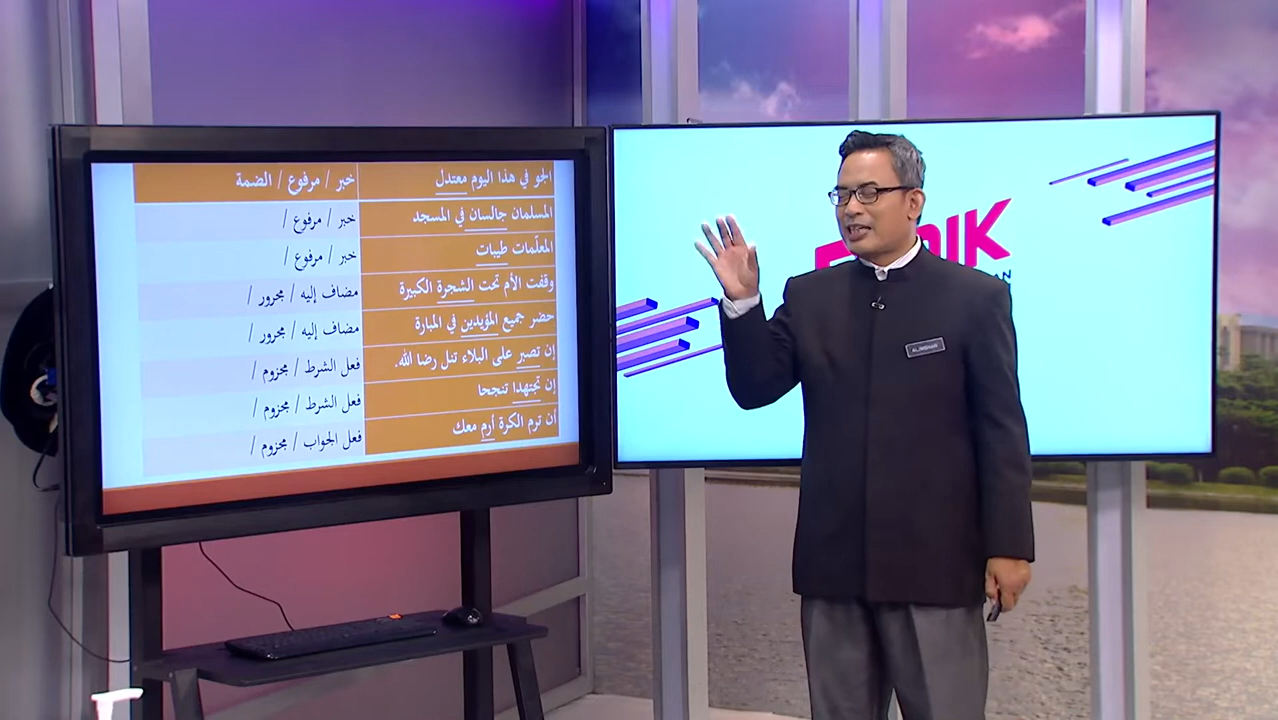 الجو في هذا اليوم معتدل خبر / مرفوع / الضمة
المسلمان جالسان في المسجد خبر / مرفوع /
المعلّمات طيبات خبر / مرفوع /
وقفت الأم تحت الشجرة الكبيرة مضاف إليه / مجرور /
حضر جميع المؤيدين في المباراة مضاف إليه / مجرور /
إن تصبر على البلاء تنل رضا الله. فعل الشرط / مجزوم /
إن تجتهدا تنجحا فعل الشرط / مجزوم /
أن ترم الكرة أرم معك فعل الجواب / مجزوم /